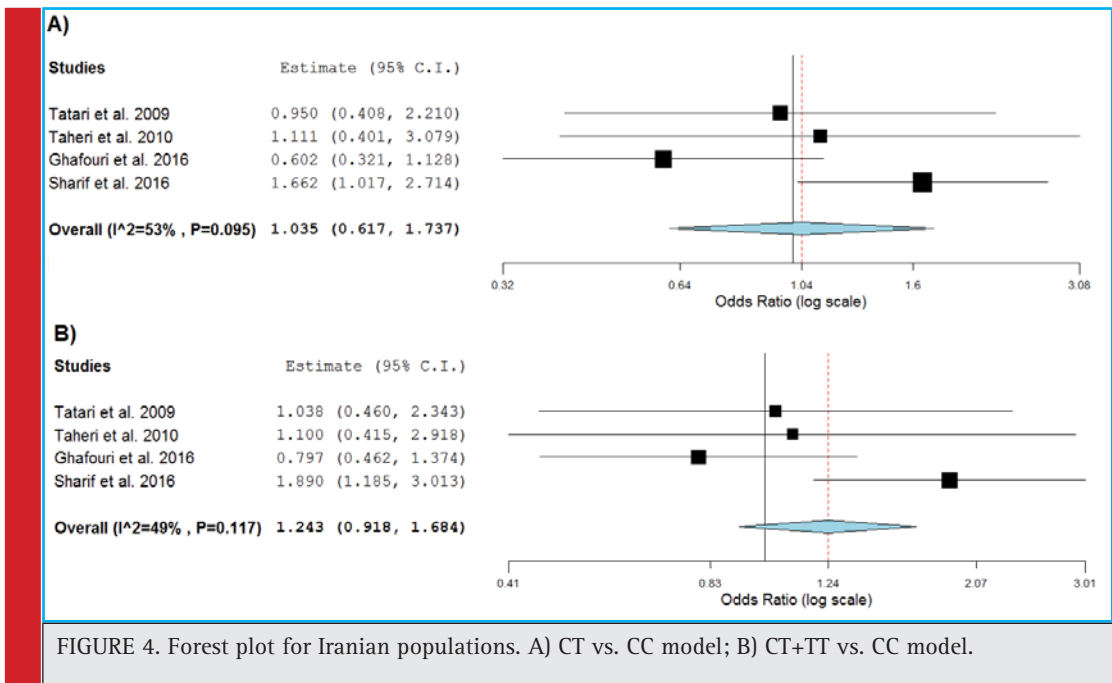 A)
Studies Estimate (95% C.I.)
Tatari et al. 2009 0.950 (0.408, 2.210)
Taheri et al. 2010 1.111 (0.401, 3.079)
Ghafouri et al. 2016 0.602 (0.321, 1.128)
Sharif et al. 2016 1.662 (1.017, 2.714)
Overall (I^2=53% , P=0.095) 1.035 (0.617, 1.737)
0.32 0.64 1.04 1.6 3.08
Odds Ratio (log scale)
B)
Studies Estimate (95% C.I.)
Tatari et al. 2009 1.038 (0.460, 2.343)
Taheri et al. 2010 1.100 (0.415, 2.918)
Ghafouri et al. 2016 0.797 (0.462, 1.374)
Sharif et al. 2016 1.890 (1.185, 3.013)
Overall (I^2=49% , P=0.117) 1.243 (0.918, 1.684)
0.41 0.83 1.24 2.07 3.01
Odds Ratio (log scale)
FIGURE 4. Forest plot for Iranian populations. A) CT vs. CC model; B) CT+TT vs. CC model.